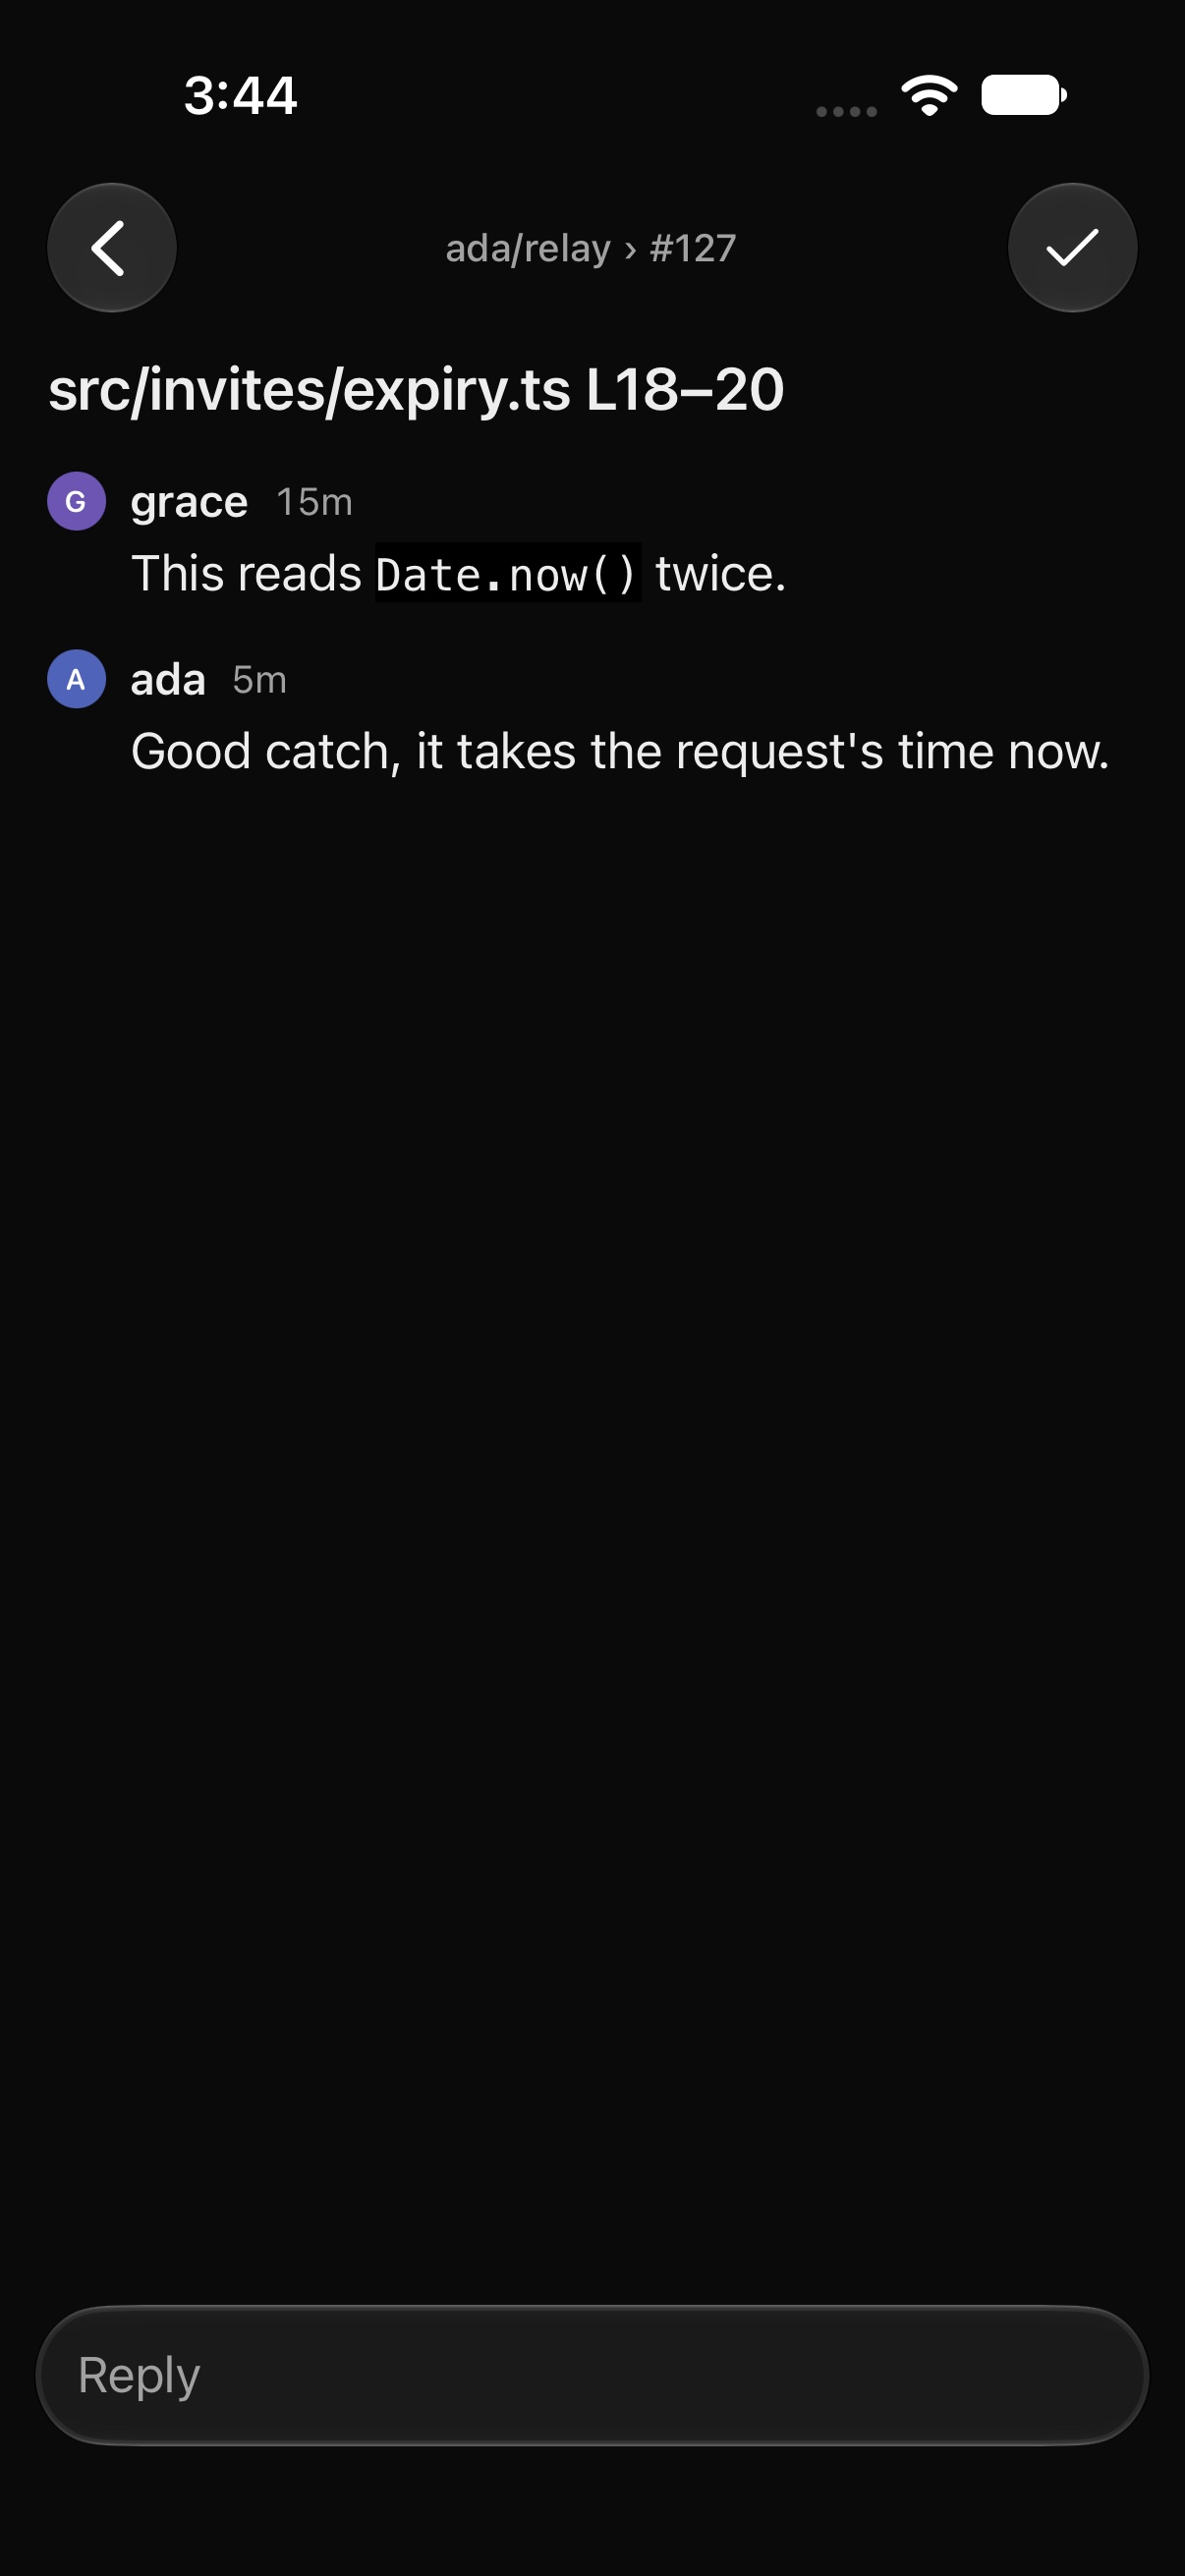 3:44
ada/relay › #127
src/invites/expiry.ts L18–20
G grace 15m
This reads Date.now() twice.
A ada 5m
Good catch, it takes the request's time now.
Reply